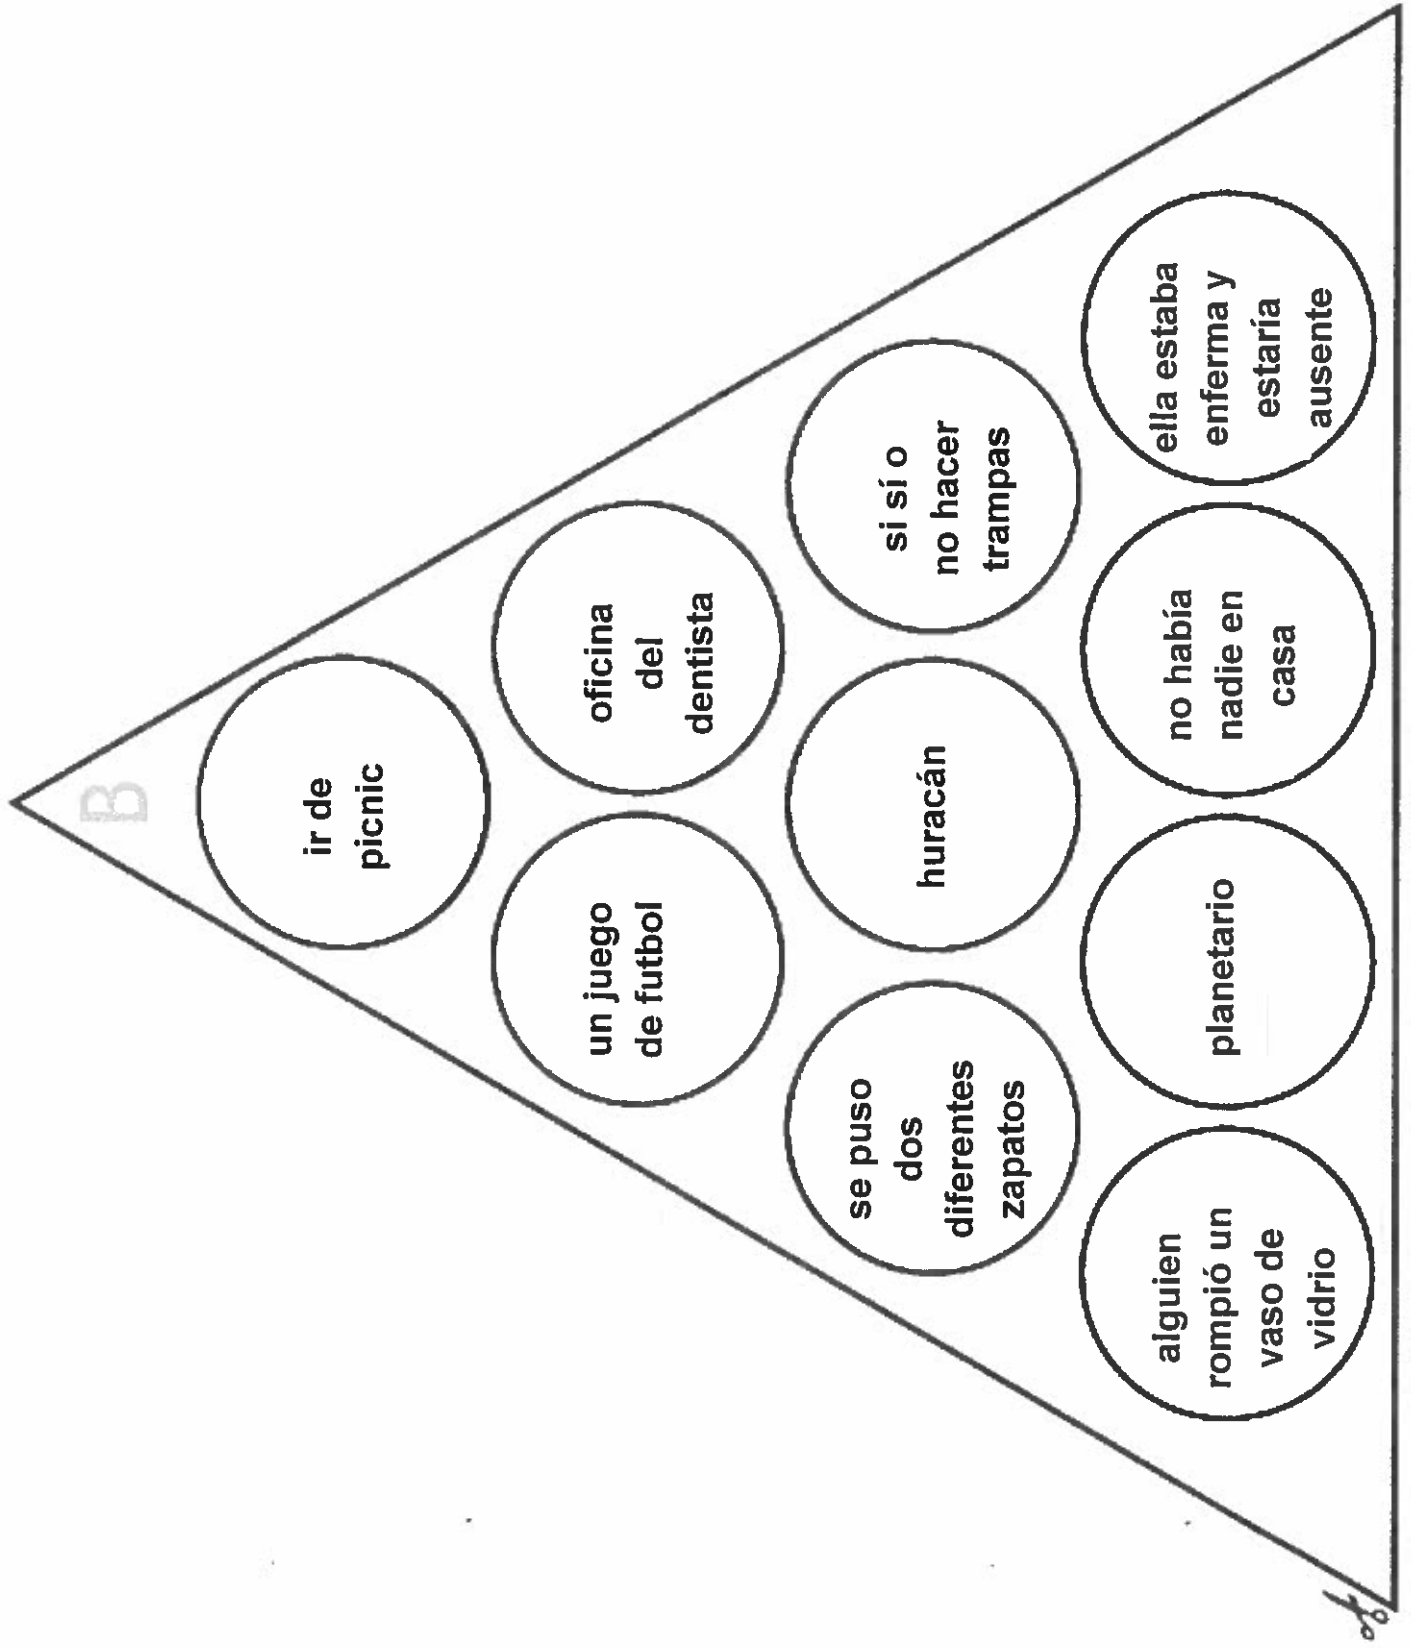 B
ir de
picnic
un juego
de futbol
oficina
del
dentista
se puso
dos
diferentes
zapatos
huracán
si sí o
no hacer
trampas
alguien
rompió un
vaso de
vidrio
planetario
no había
nadie en
casa
ella estaba
enferma y
estaría
ausente